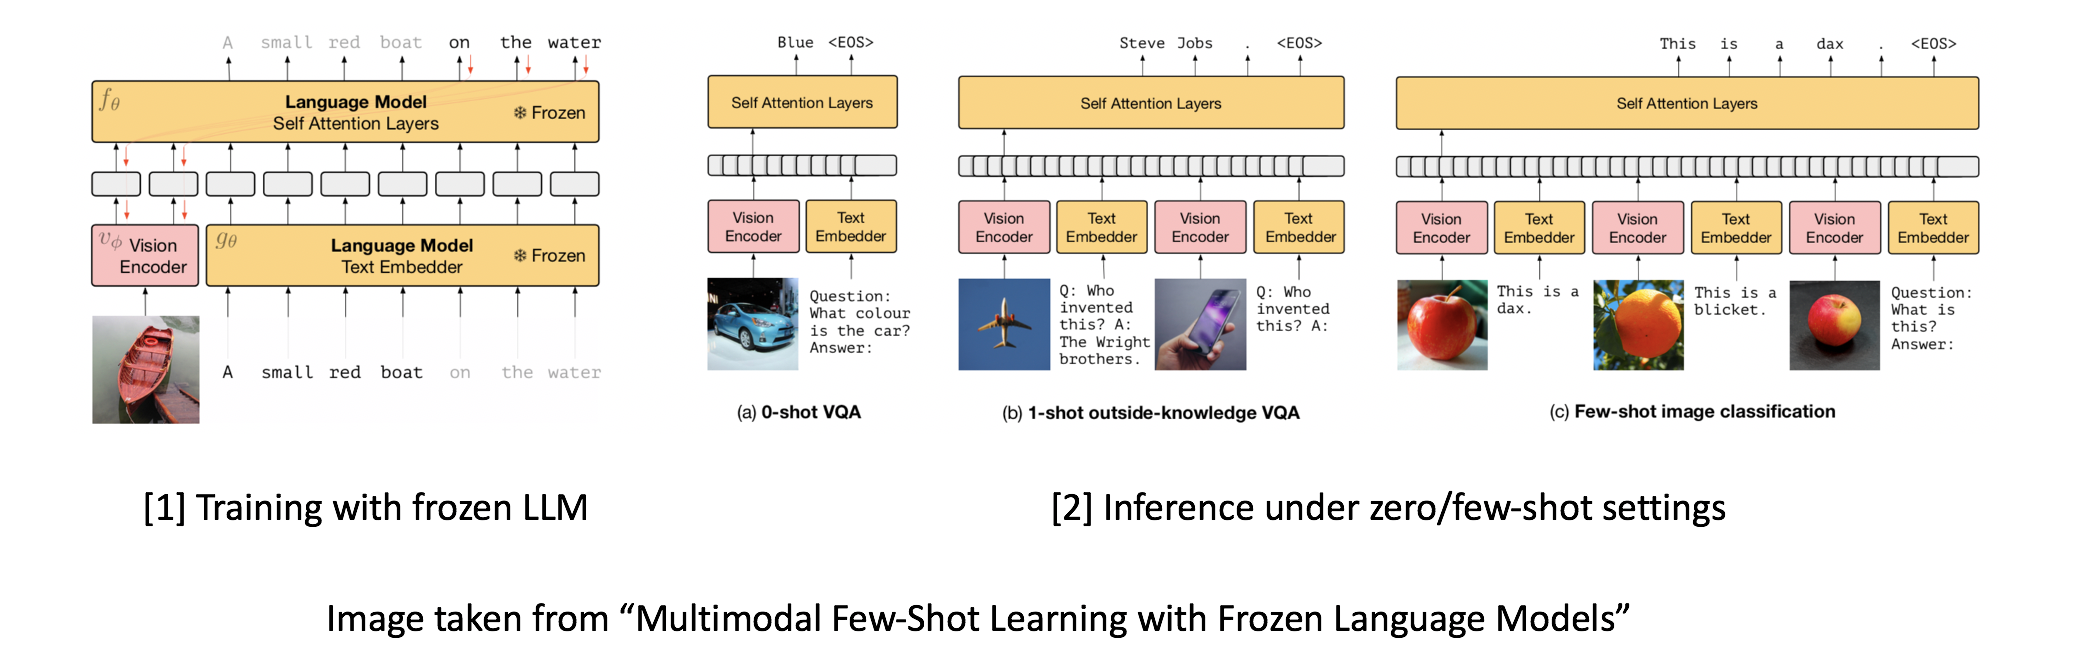 A small red boat on the water
fθ
Language Model
Self Attention Layers
❄ Frozen
vϕ Vision
Encoder
gθ
Language Model
Text Embedder
❄ Frozen
A small red boat on the water
[1] Training with frozen LLM
Blue <EOS>
Self Attention Layers
Vision
Encoder
Text
Embedder
Question:
What colour
is the car?
Answer:
(a) 0-shot VQA
Steve Jobs . <EOS>
Self Attention Layers
Vision
Encoder
Text
Embedder
Vision
Encoder
Text
Embedder
Q: Who
invented
this? A:
The Wright
brothers.
Q: Who
invented
this? A:
(b) 1-shot outside-knowledge VQA
This is a dax . <EOS>
Self Attention Layers
Vision
Encoder
Text
Embedder
Vision
Encoder
Text
Embedder
Vision
Encoder
Text
Embedder
This is a
dax.
This is a
blicket.
Question:
What is
this?
Answer:
(c) Few-shot image classification
[2] Inference under zero/few-shot settings
Image taken from “Multimodal Few-Shot Learning with Frozen Language Models”